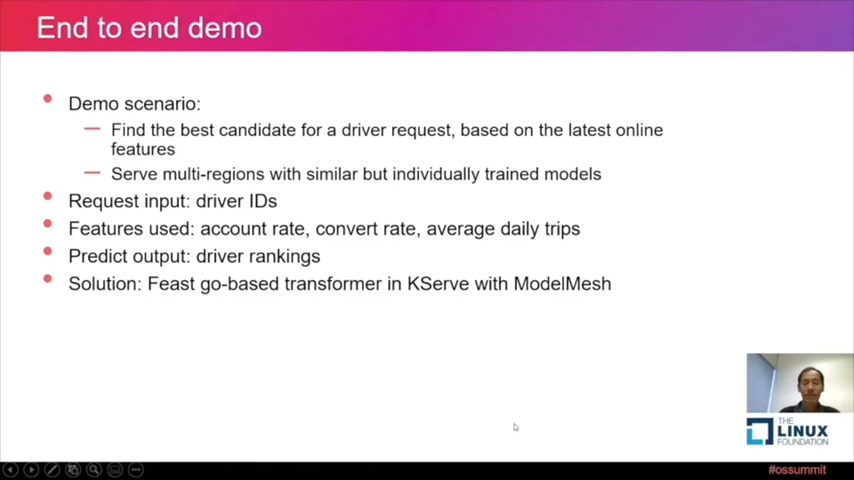 End to end demo
Demo scenario:
Find the best candidate for a driver request, based on the latest online
features
Serve multi-regions with similar but individually trained models
Request input: driver IDs
Features used: account rate, convert rate, average daily trips
Predict output: driver rankings
Solution: Feast go-based transformer in KServe with ModelMesh
THE
LINUX
FOUNDATION
#ossummit